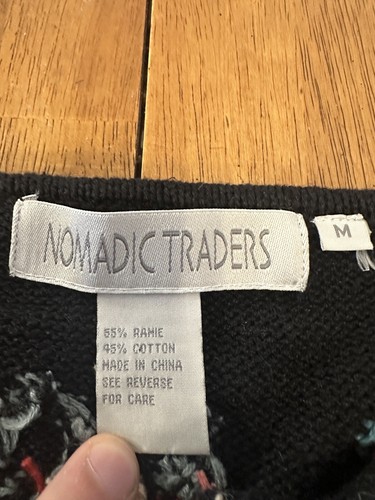 NOMADIC TRADERS
M
55% RAMIE
45% COTTON
MADE IN CHINA
SEE REVERSE
FOR CARE